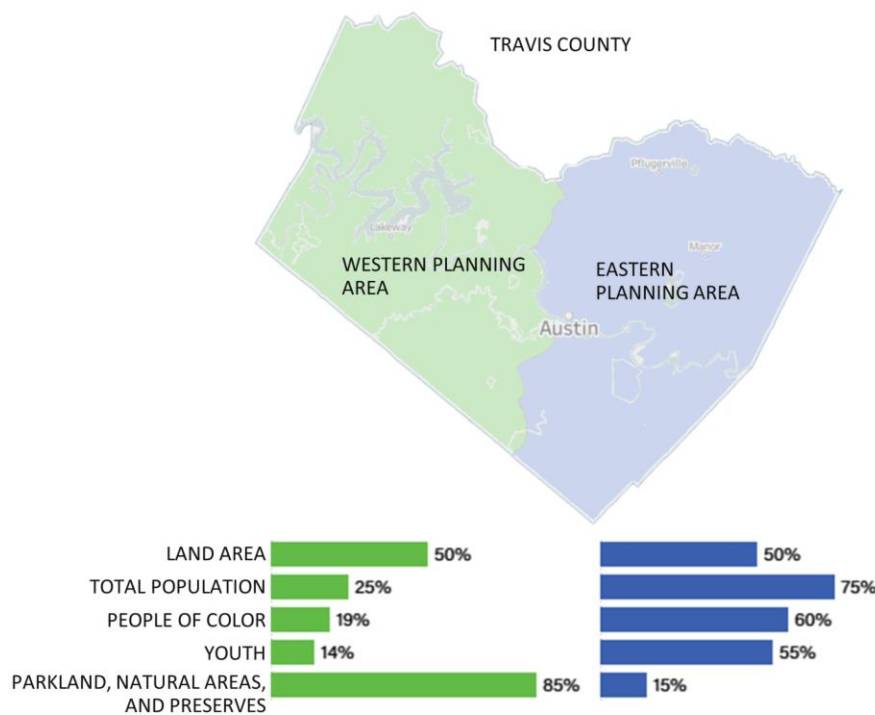 TRAVIS COUNTY
Pflugerville
Lakeway
Manor
WESTERN PLANNING
AREA
EASTERN
PLANNING AREA
Austin
LAND AREA 50% 50%
TOTAL POPULATION 25% 75%
PEOPLE OF COLOR 19% 60%
YOUTH 14% 55%
PARKLAND, NATURAL AREAS,
AND PRESERVES 85% 15%